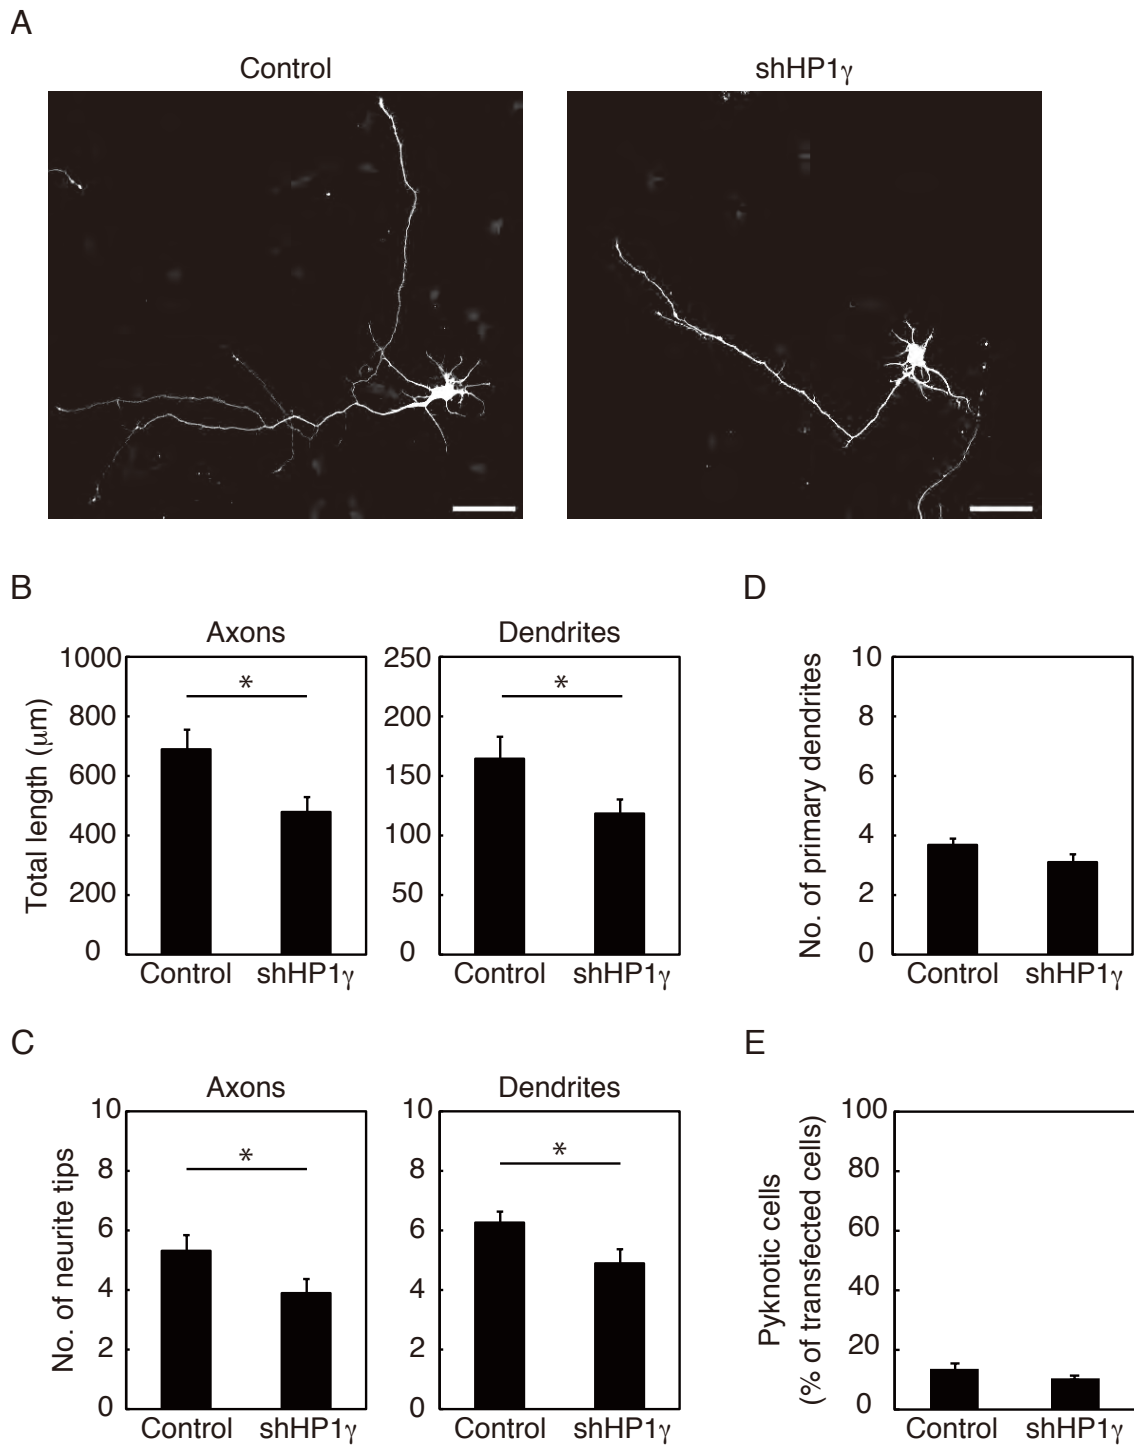 A
Control
shHP1γ
B
Axons
Total length (μm)
1000
800
600
400
200
0
Control
shHP1γ
Dendrites
250
200
150
100
50
0
*
*
Control
shHP1γ
D
No. of primary dendrites
10
8
6
4
2
0
Control
shHP1γ
C
Axons
No. of neurite tips
10
8
6
4
2
0
*
Control
shHP1γ
Dendrites
10
8
6
4
2
0
*
Control
shHP1γ
E
Pyknotic cells
(% of transfected cells)
100
80
60
40
20
0
Control
shHP1γ